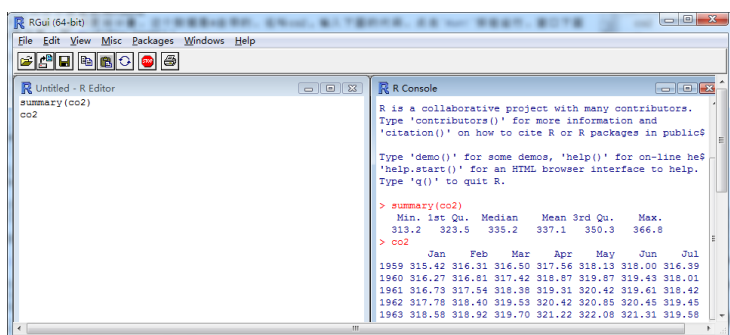 RGui (64-bit)
File Edit View Misc Packages Windows Help
STOP
R Untitled - R Editor
summary(co2)
co2
R R Console
R is a collaborative project with many contributors.
Type 'contributors()' for more information and
'citation()' on how to cite R or R packages in public$
Type 'demo()' for some demos, 'help()' for on-line he$
'help.start()' for an HTML browser interface to help.
Type 'q()' to quit R.
> summary(co2)
Min. 1st Qu. Median Mean 3rd Qu. Max.
313.2 323.5 335.2 337.1 350.3 366.8
> co2
Jan Feb Mar Apr May Jun Jul
1959 315.42 316.31 316.50 317.56 318.13 318.00 316.39
1960 316.27 316.81 317.42 318.87 319.87 319.43 318.01
1961 316.73 317.54 318.38 319.31 320.42 319.61 318.42
1962 317.78 318.40 319.53 320.42 320.85 320.45 319.45
1963 318.58 318.92 319.70 321.22 322.08 321.31 319.58